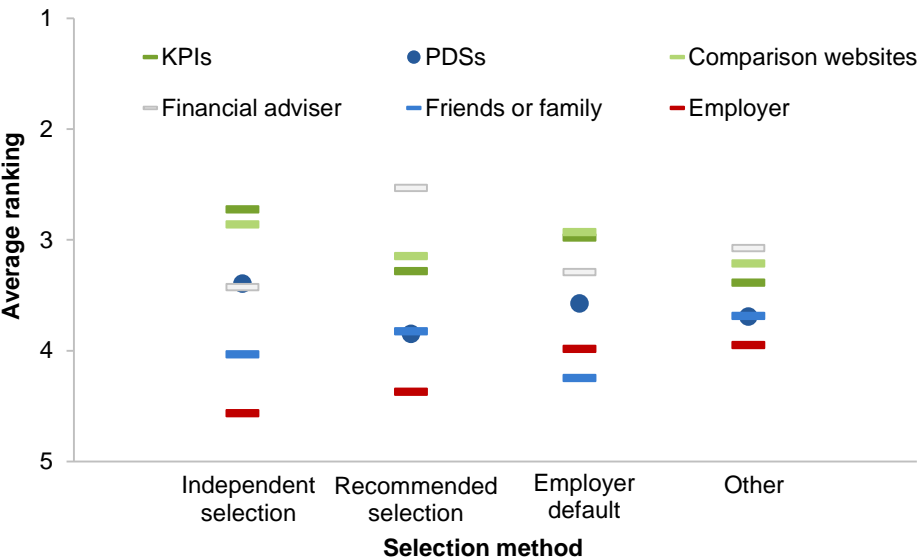 1
KPIs
PDSs
Comparison websites
Financial adviser
Friends or family
Employer
2
3
4
5
Average ranking
Independent
selection
Recommended
selection
Employer
default
Other
Selection method